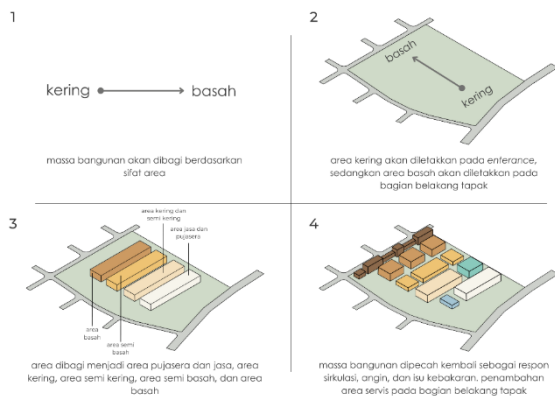 1
kering
basah
massa bangunan akan dibagi berdasarkan
sifat area
2
basah
kering
area kering akan diletakkan pada enterance,
sedangkan area basah akan diletakkan pada
bagian belakang tapak
3
area kering dan
semi kering
area jasa dan
pujasera
area
basah
area semi
basah
area dibagi menjadi area pujasera dan jasa, area
kering, area semi kering, area semi basah, dan area
basah
4
massa bangunan dipecah kembali sebagai respon
sirkulasi, angin, dan isu kebakaran, penambahan
area servis pada bagian belakang tapak